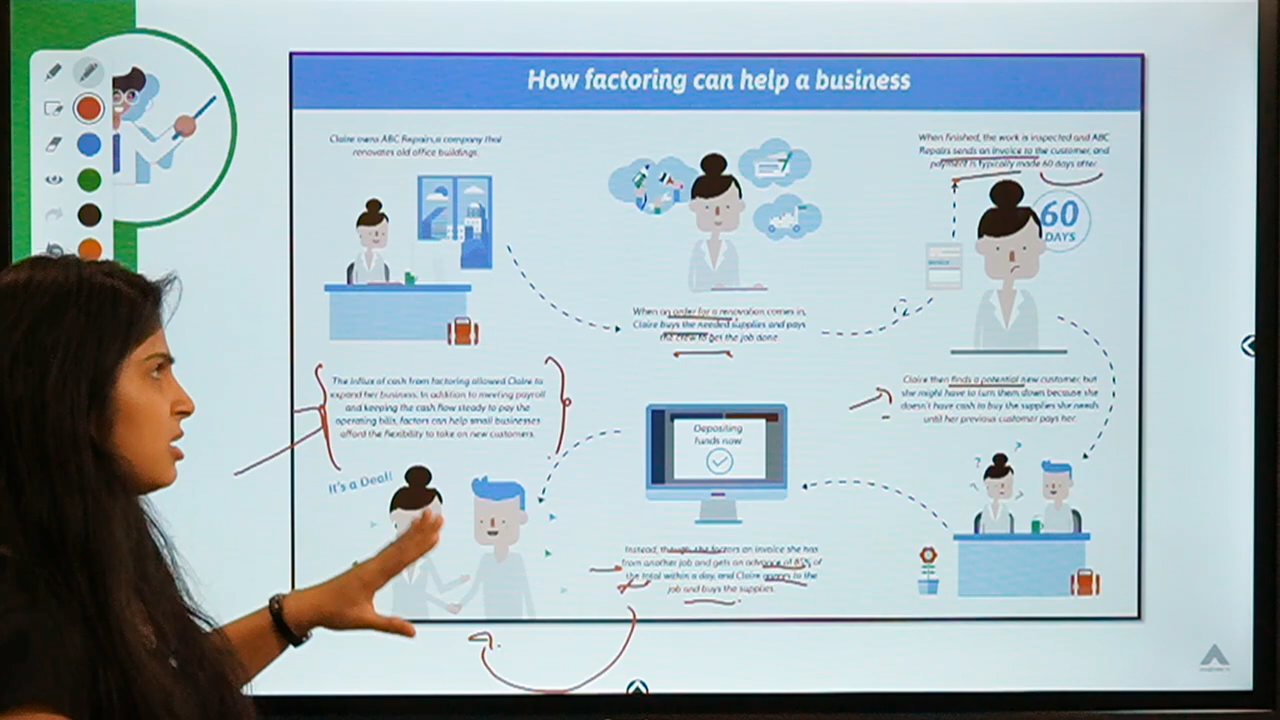 How factoring can help a business
Claire owns ABC Repairs, a company that
renovates old office buildings.
When an order for a renovation comes in,
Claire buys the needed supplies and pays
the crew to get the job done.
When finished, the work is inspected and ABC
Repairs sends an invoice to the customer, and
payment is typically made 60 days after.
60
DAYS
INVOICE
Claire then finds a potential new customer, but
she might have to turn them down because she
doesn't have cash to buy the supplies she needs
until her previous customer pays her.
? ? ? ?
Depositing
funds now
Instead, though, she factors an invoice she has
from another job and gets an advance of 85% of
the total within a day, and Claire agrees to the
job and buys the supplies.
The influx of cash from factoring allowed Claire to
expand her business. In addition to meeting payroll
and keeping the cash flow steady to pay the
operating bills, factors can help small businesses
afford the flexibility to take on new customers.
It's a Deal!